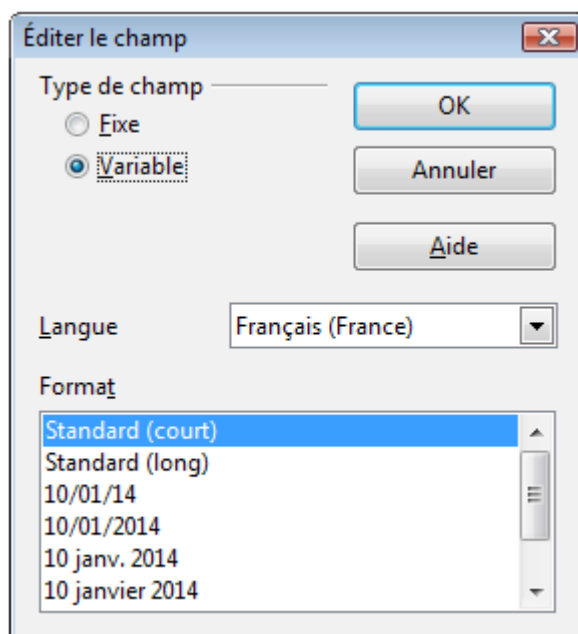 Éditer le champ
Type de champ
Fixe
Variable
OK
Annuler
Aide
Langue
Français (France)
Format
Standard (court)
Standard (long)
10/01/14
10/01/2014
10 janv. 2014
10 janvier 2014